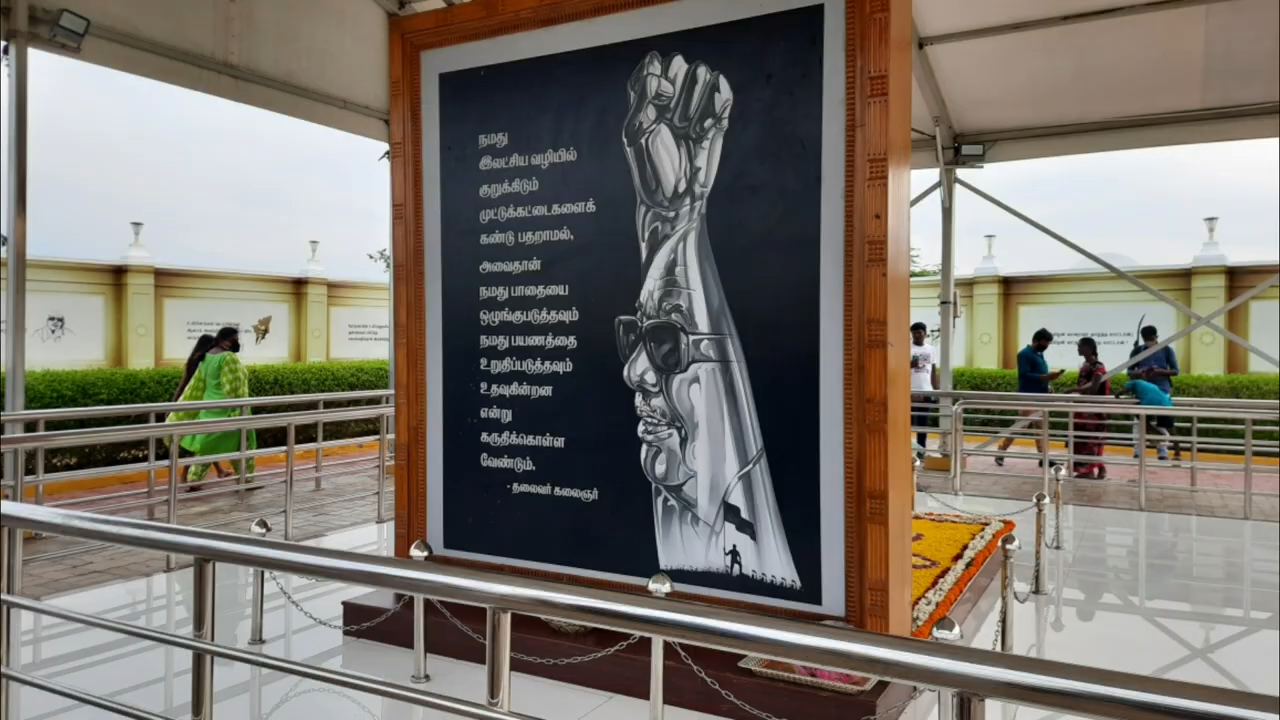 நமது
இலட்சிய வழியில்
குறுக்கிடும்
முட்டுக்கட்டைகளைக்
கண்டு பதறாமல்,
அவைதான்
நமது பாதையை
ஒழுங்குபடுத்தவும்
நமது பயணத்தை
உறுதிப்படுத்தவும்
உதவுகின்றன
என்று
கருதிக்கொள்ள
வேண்டும்.
- தலைவர் கலைஞர்